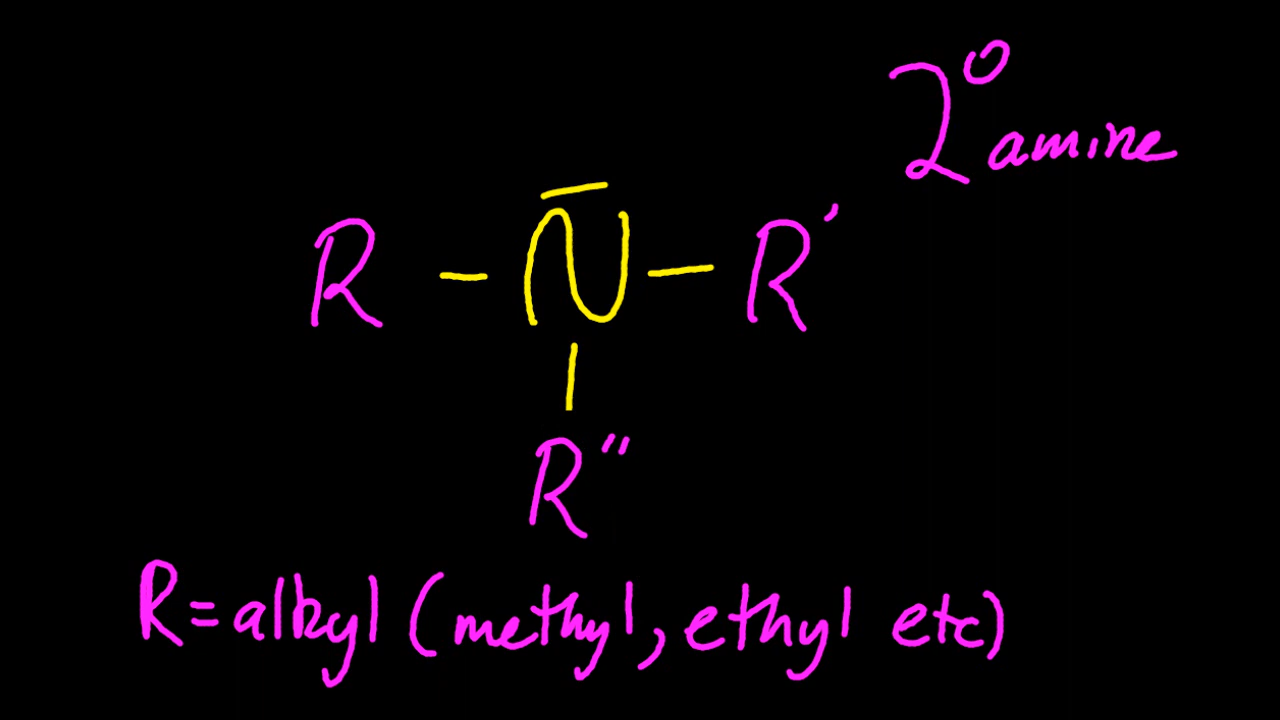 2° amine
R - N - R'
R"
R = alkyl (methyl, ethyl etc)